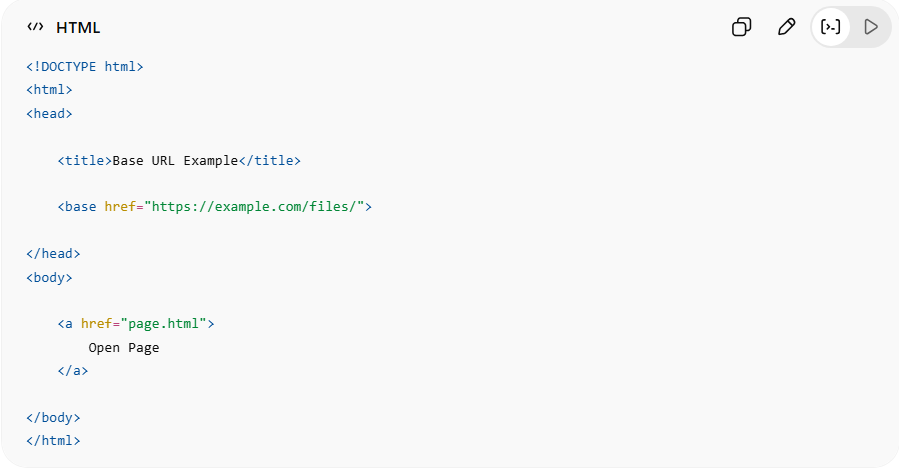 HTML
<!DOCTYPE html>
<html>
<head>
<title>Base URL Example</title>
<base href="https://example.com/files/">
</head>
<body>
<a href="page.html">
Open Page
</a>
</body>
</html>